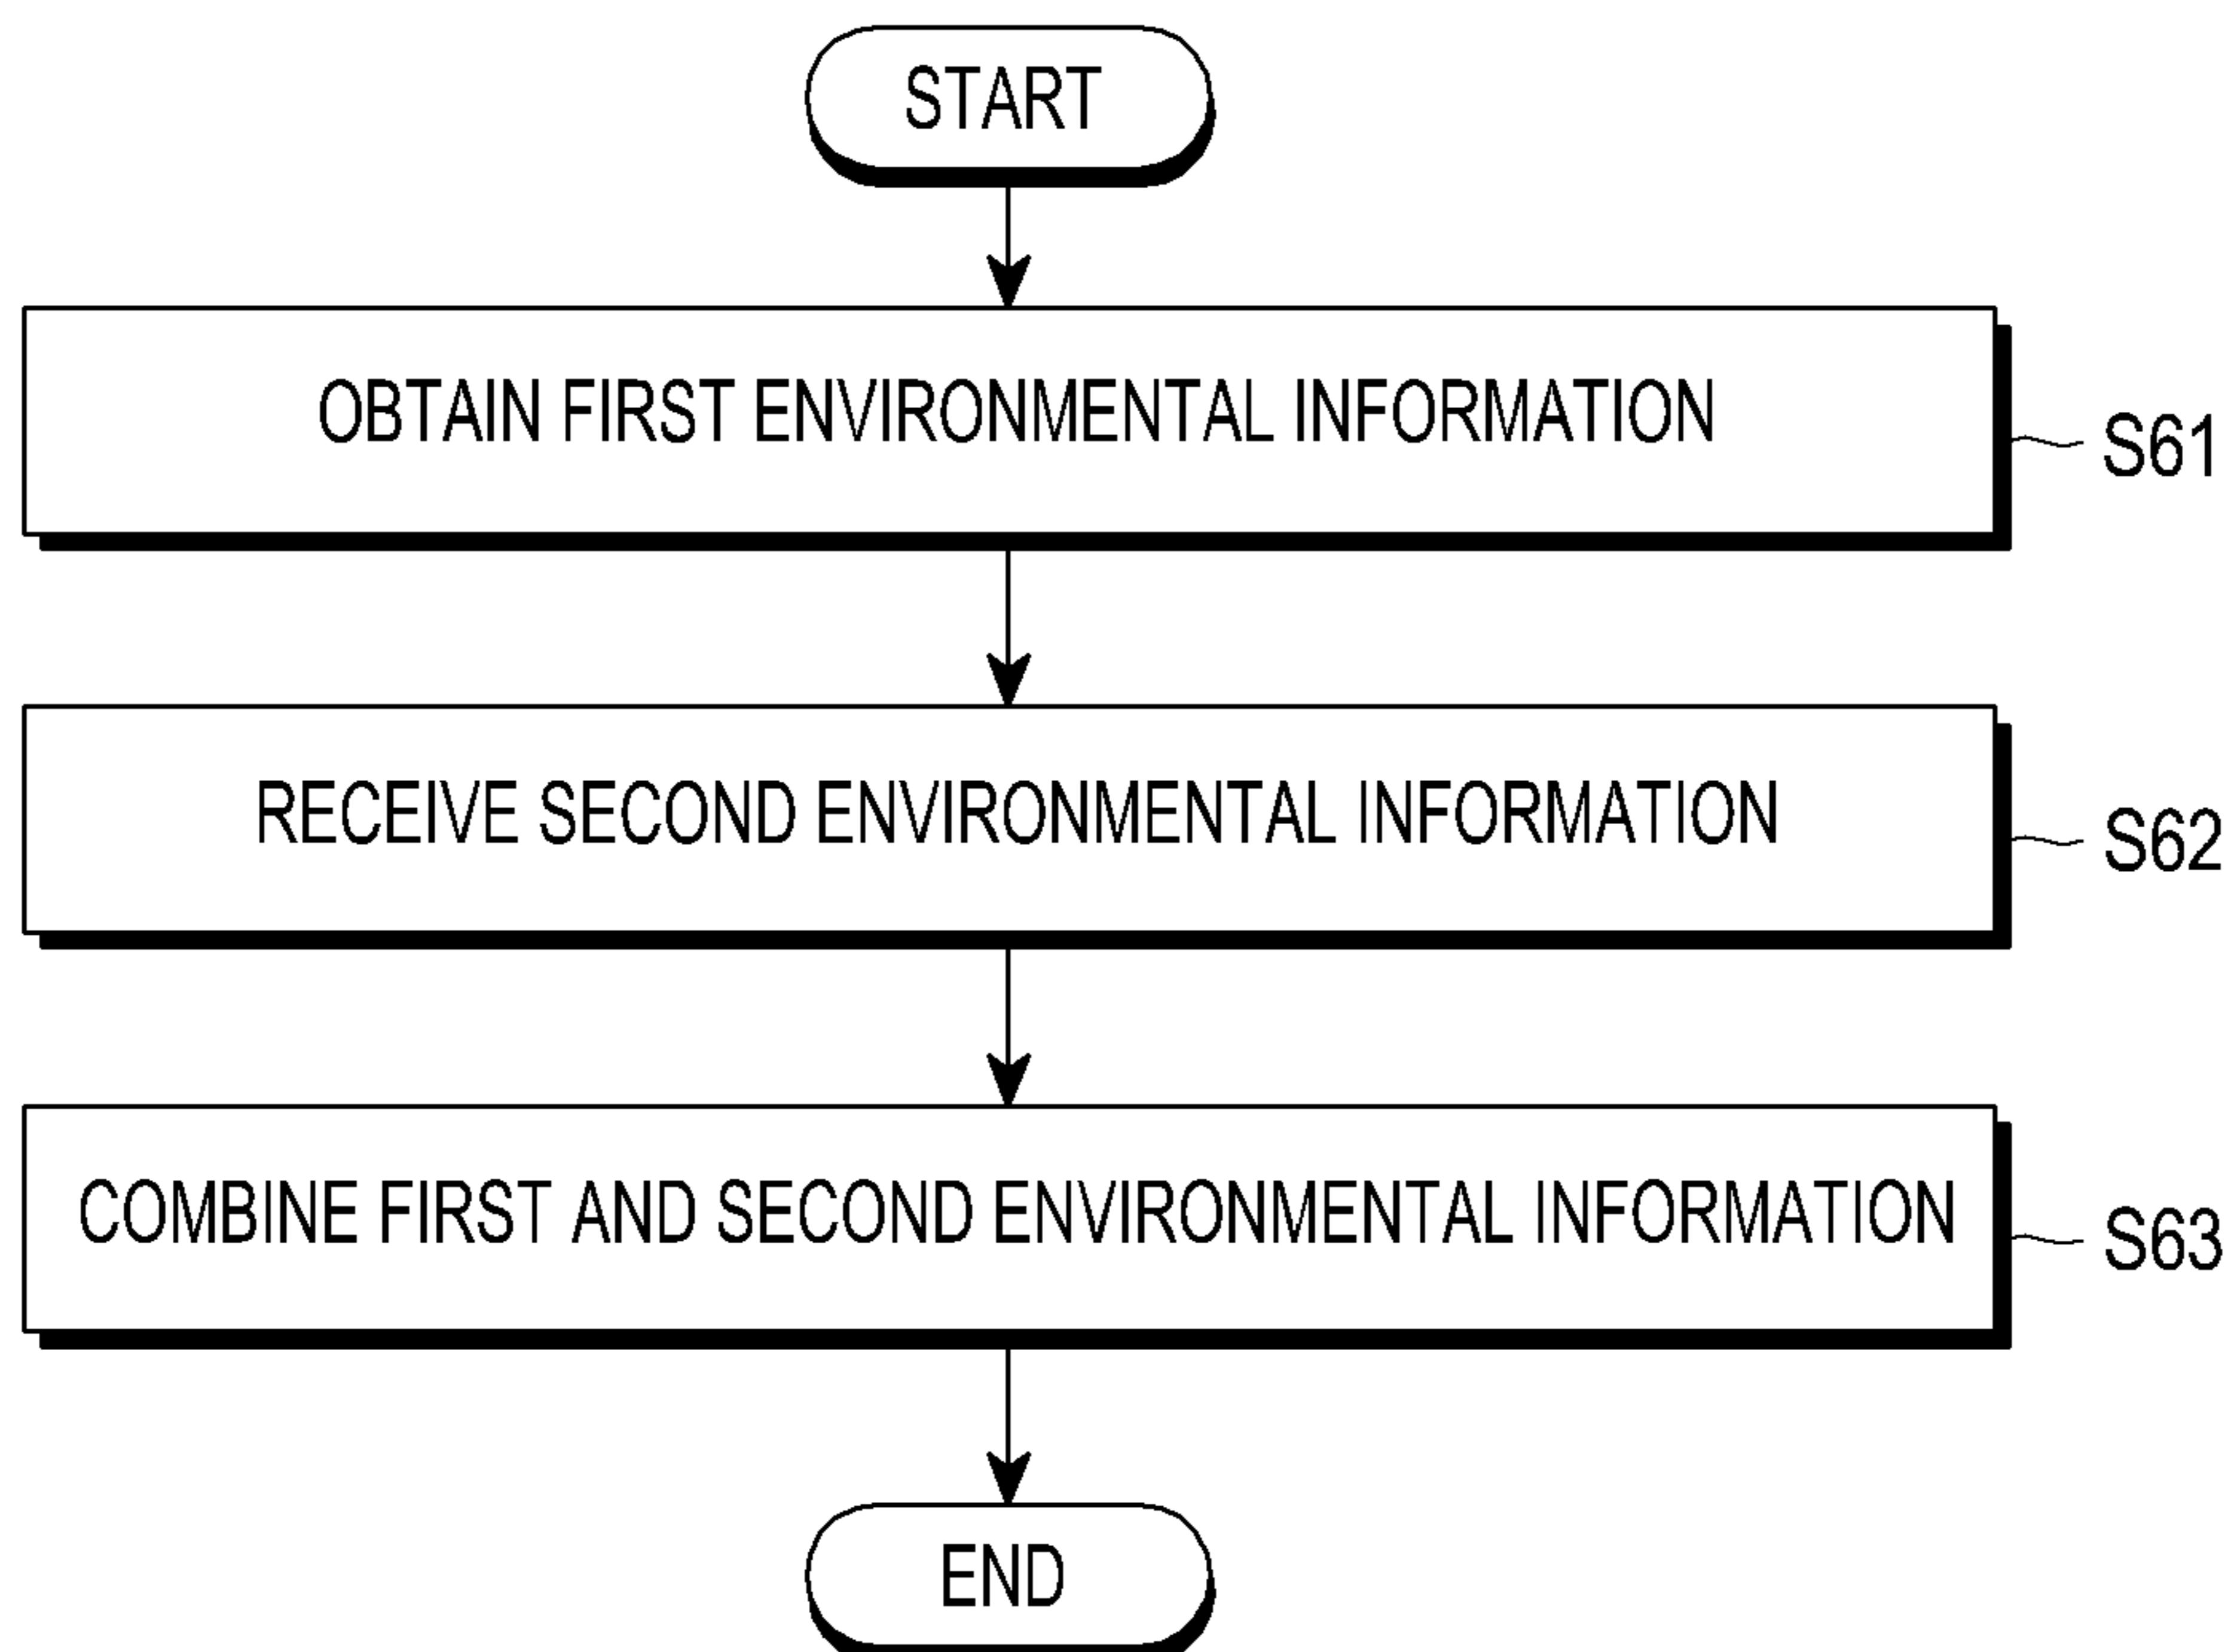 START
OBTAIN FIRST ENVIRONMENTAL INFORMATION
S61
RECEIVE SECOND ENVIRONMENTAL INFORMATION
S62
COMBINE FIRST AND SECOND ENVIRONMENTAL INFORMATION
S63
END